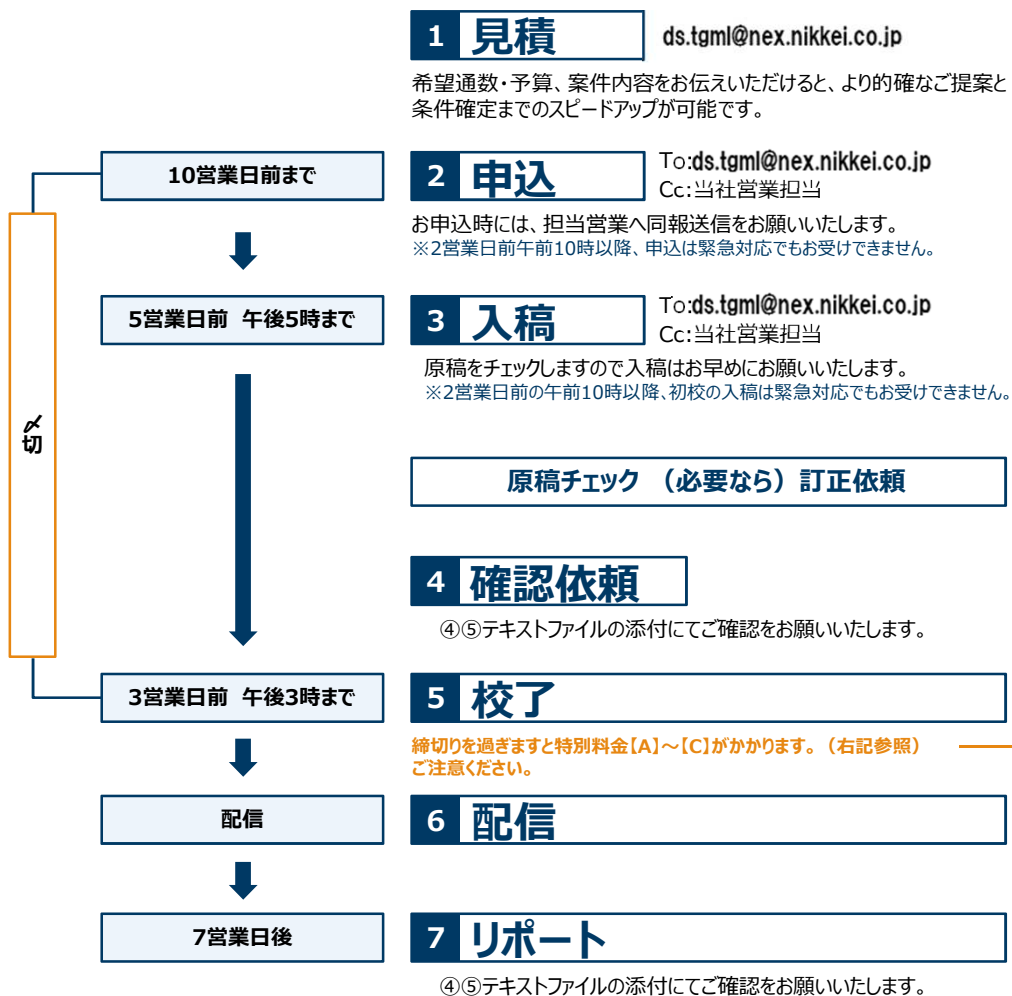 1 見積 ds.tgml@nex.nikkei.co.jp
希望通数・予算、案件内容をお伝えいただけると、より的確なご提案と
条件確定までのスピードアップが可能です。
10営業日前まで
2 申込
To:ds.tgml@nex.nikkei.co.jp
Cc:当社営業担当
お申込時には、担当営業へ同報送信をお願いいたします。
※2営業日前午前10時以降、申込は緊急対応でもお受けできません。
5営業日前 午後5時まで
3 入稿
To:ds.tgml@nex.nikkei.co.jp
Cc:当社営業担当
原稿をチェックしますので入稿はお早めにお願いいたします。
※2営業日前の午前10時以降、初校の入稿は緊急対応でもお受けできません。
〆切
原稿チェック （必要なら）訂正依頼
4 確認依頼
④⑤テキストファイルの添付にてご確認をお願いいたします。
3営業日前 午後3時まで
5 校了
締切りを過ぎますと特別料金【A】～【C】がかかります。（右記参照）
ご注意ください。
配信
6 配信
7営業日後
7 リポート
④⑤テキストファイルの添付にてご確認をお願いいたします。